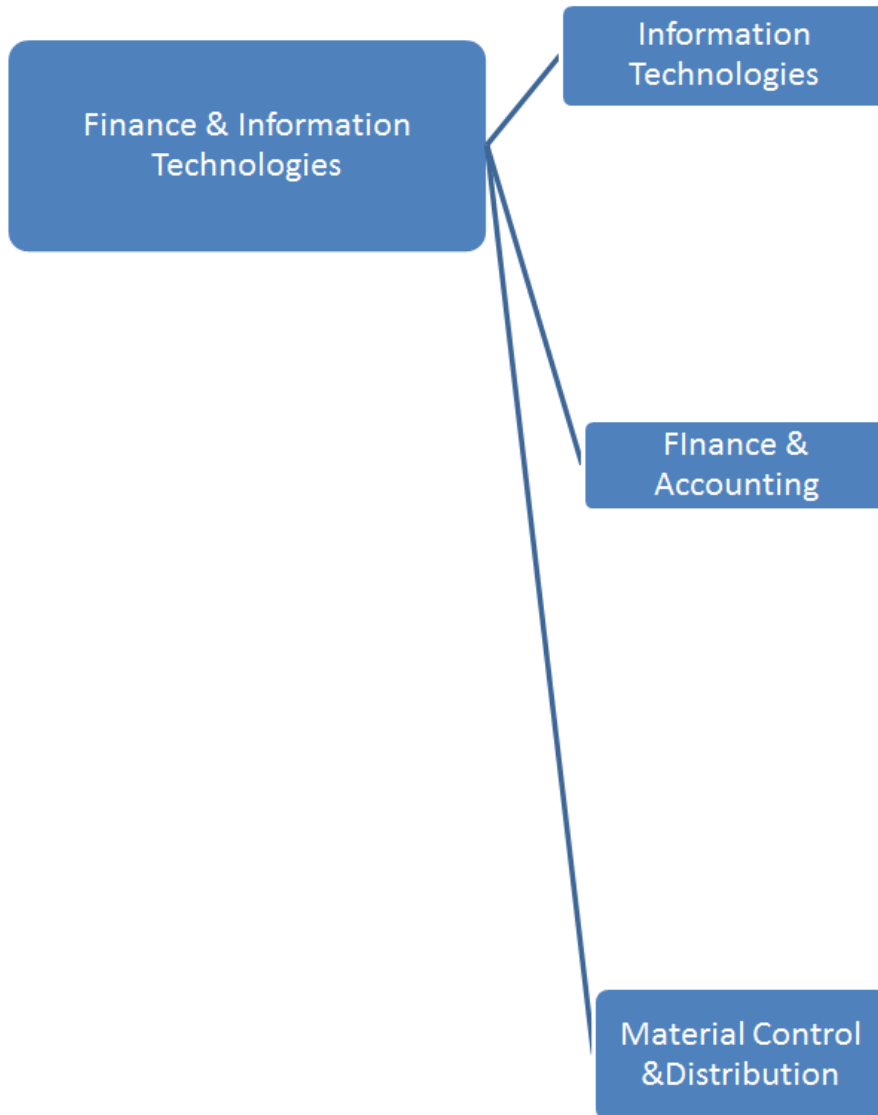 Information
Technologies
Finance & Information
Technologies
FInance &
Accounting
Material Control
&Distribution